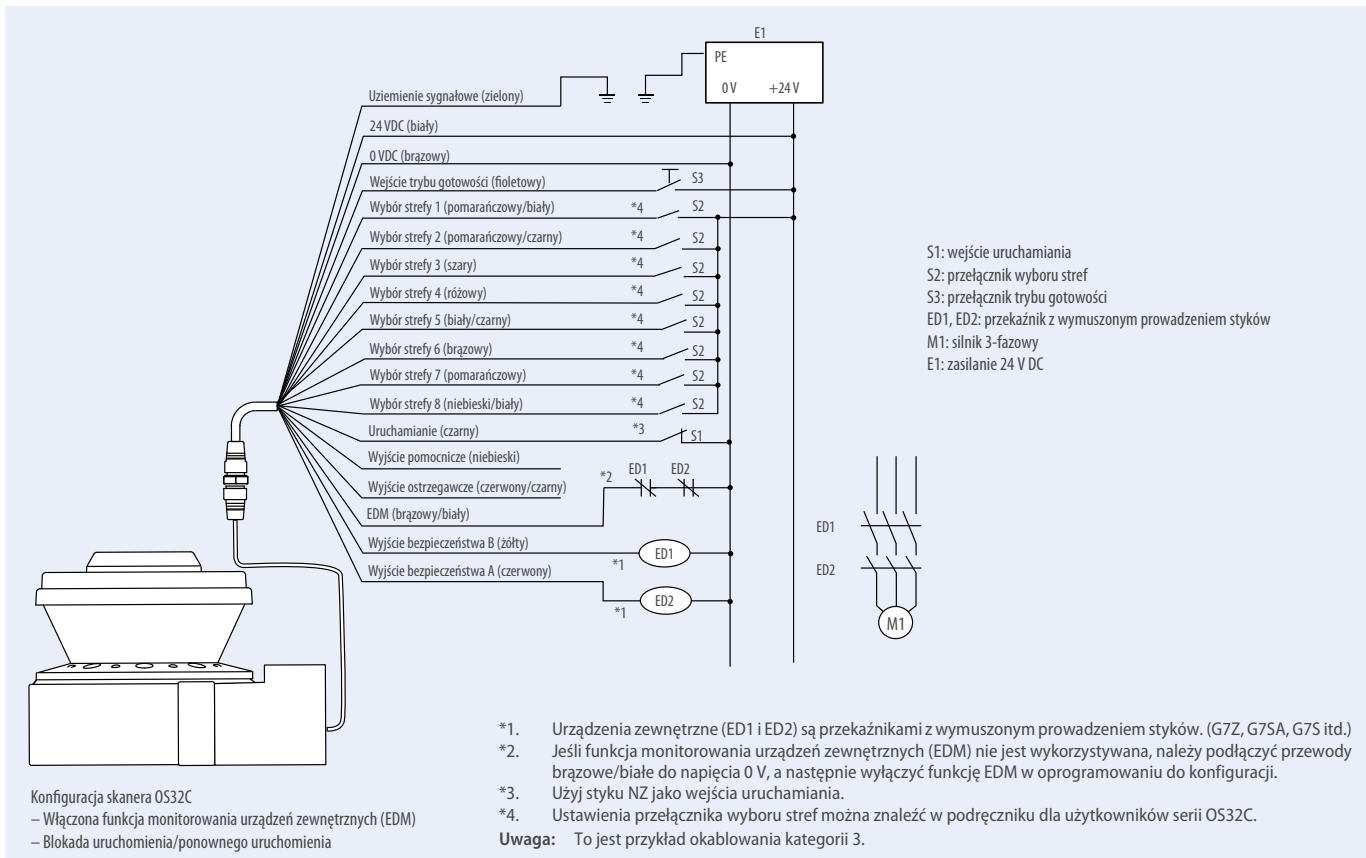 E1
PE
0 V +24 V
Uziemienie sygnałowe (zielony)
24 VDC (biały)
0 VDC (brązowy)
Wejście trybu gotowości (fioletowy) S3
Wybór strefy 1 (pomarańczowy/biały) *4 S2
Wybór strefy 2 (pomarańczowy/czarny) *4 S2
Wybór strefy 3 (szary) *4 S2
Wybór strefy 4 (różowy) *4 S2
Wybór strefy 5 (biały/czarny) *4 S2
Wybór strefy 6 (brązowy) *4 S2
Wybór strefy 7 (pomarańczowy) *4 S2
Wybór strefy 8 (niebieski/biały) *4 S2
Uruchamianie (czarny) *3 S1
Wyjście pomocnicze (niebieski)
Wyjście ostrzegawcze (czerwony/czarny) *2 ED1 ED2
EDM (brązowy/biały)
Wyjście bezpieczeństwa B (żółty) *1 ED1
Wyjście bezpieczeństwa A (czerwony) *1 ED2
S1: wejście uruchamiania
S2: przełącznik wyboru stref
S3: przełącznik trybu gotowości
ED1, ED2: przekaźnik z wymuszonym prowadzeniem styków
M1: silnik 3-fazowy
E1: zasilanie 24 V DC
ED1
ED2
M1
Konfiguracja skanera OS32C
– Włączona funkcja monitorowania urządzeń zewnętrznych (EDM)
– Blokada uruchomienia/ponownego uruchomienia
*1. Urządzenia zewnętrzne (ED1 i ED2) są przekaźnikami z wymuszonym prowadzeniem styków. (G7Z, G7SA, G7S itd.)
*2. Jeśli funkcja monitorowania urządzeń zewnętrznych (EDM) nie jest wykorzystywana, należy podłączyć przewody
brązowe/białe do napięcia 0 V, a następnie wyłączyć funkcję EDM w oprogramowaniu do konfiguracji.
*3. Użyj styku NZ jako wejścia uruchamiania.
*4. Ustawienia przełącznika wyboru stref można znaleźć w podręczniku dla użytkowników serii OS32C.
Uwaga: To jest przykład okablowania kategorii 3.